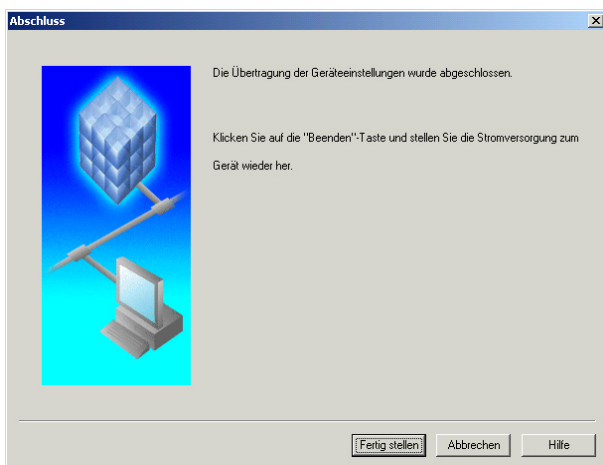 Abschluss
Die Übertragung der Geräteeinstellungen wurde abgeschlossen.
Klicken Sie auf die "Beenden"-Taste und stellen Sie die Stromversorgung zum
Gerät wieder her.
Fertig stellen Abbrechen Hilfe